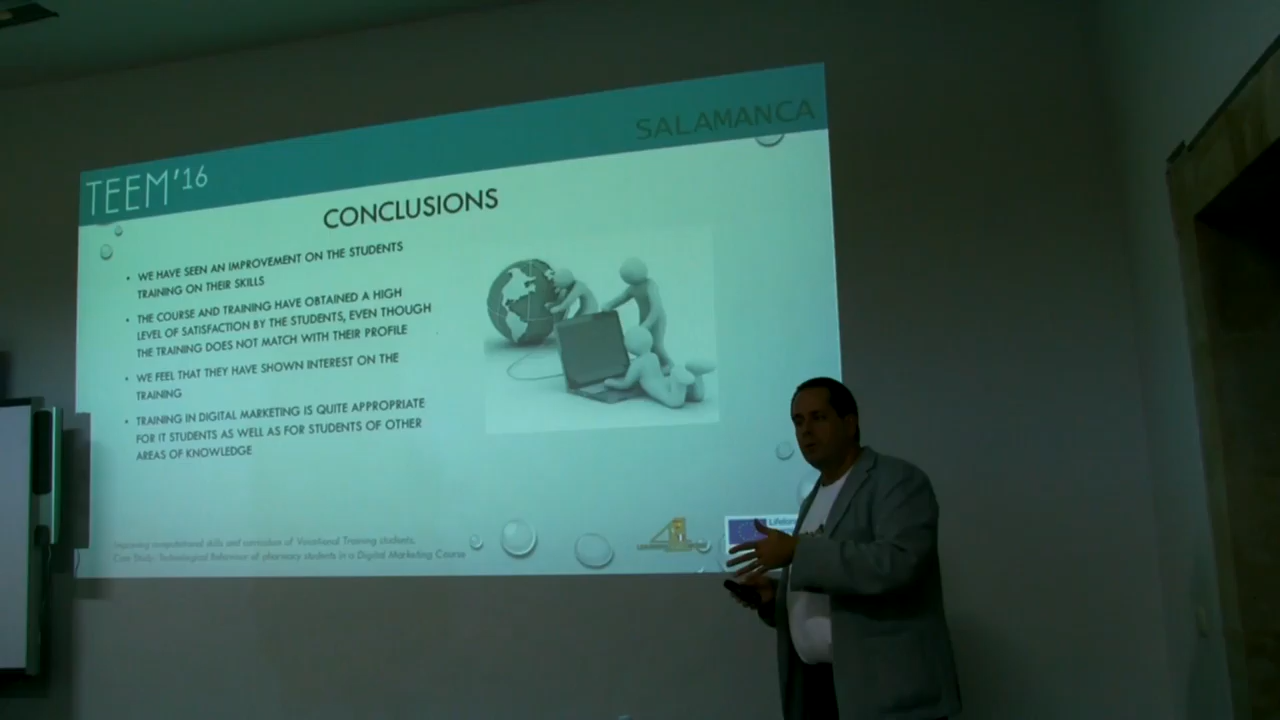 SALAMANCA
TEEM'16
CONCLUSIONS
• WE HAVE SEEN AN IMPROVEMENT ON THE STUDENTS
TRAINING ON THEIR SKILLS
• THE COURSE AND TRAINING HAVE OBTAINED A HIGH
LEVEL OF SATISFACTION BY THE STUDENTS, EVEN THOUGH
THE TRAINING DOES NOT MATCH WITH THEIR PROFILE
• WE FEEL THAT THEY HAVE SHOWN INTEREST ON THE
TRAINING
• TRAINING IN DIGITAL MARKETING IS QUITE APPROPRIATE
FOR IT STUDENTS AS WELL AS FOR STUDENTS OF OTHER
AREAS OF KNOWLEDGE
Improving computational skills and curriculum of Vocational Training students.
Case Study: Technological Behaviour of pharmacy students in a Digital Marketing Course